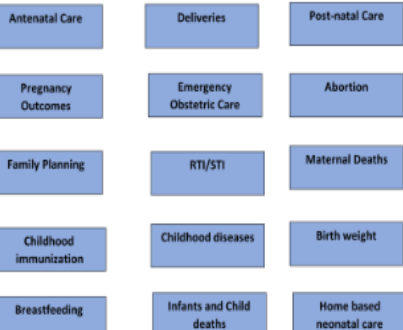 Antenatal Care
Deliveries
Post-natal Care
Pregnancy
Outcomes
Emergency
Obstetric Care
Abortion
Family Planning
RTI/STI
Maternal Deaths
Childhood
immunization
Childhood diseases
Birth weight
Breastfeeding
Infants and Child
deaths
Home based
neonatal care